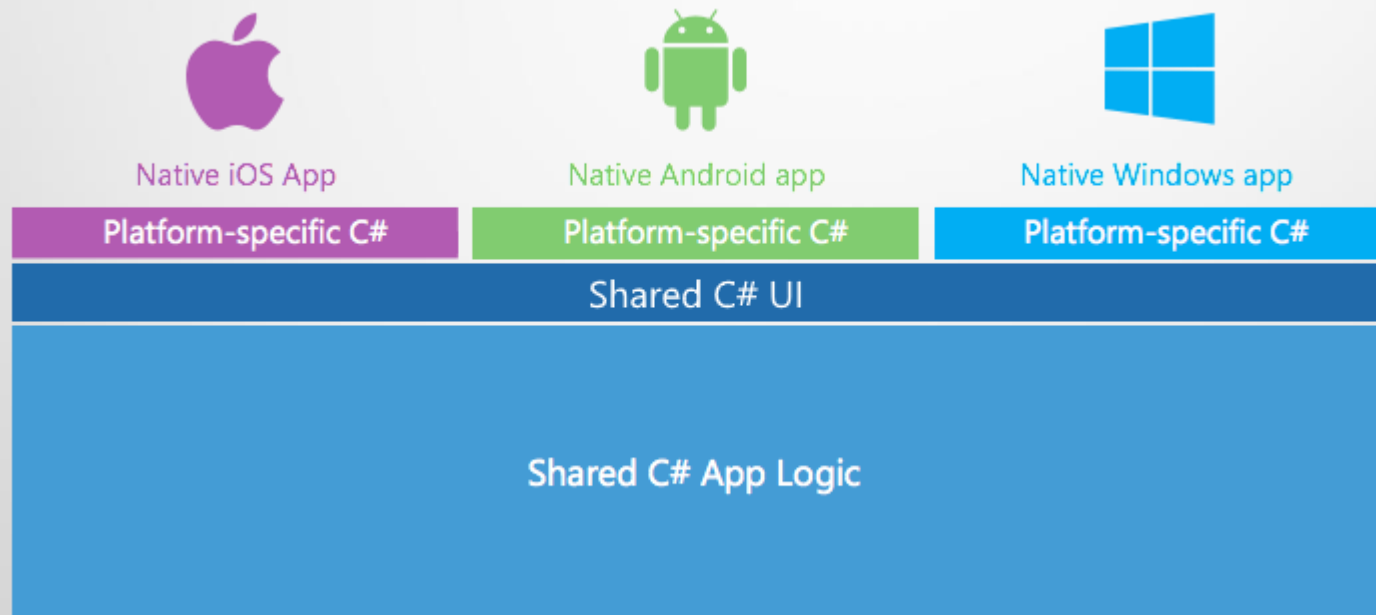 Native iOS App
Native Android app
Native Windows app
Platform-specific C#
Platform-specific C#
Platform-specific C#
Shared C# UI
Shared C# App Logic